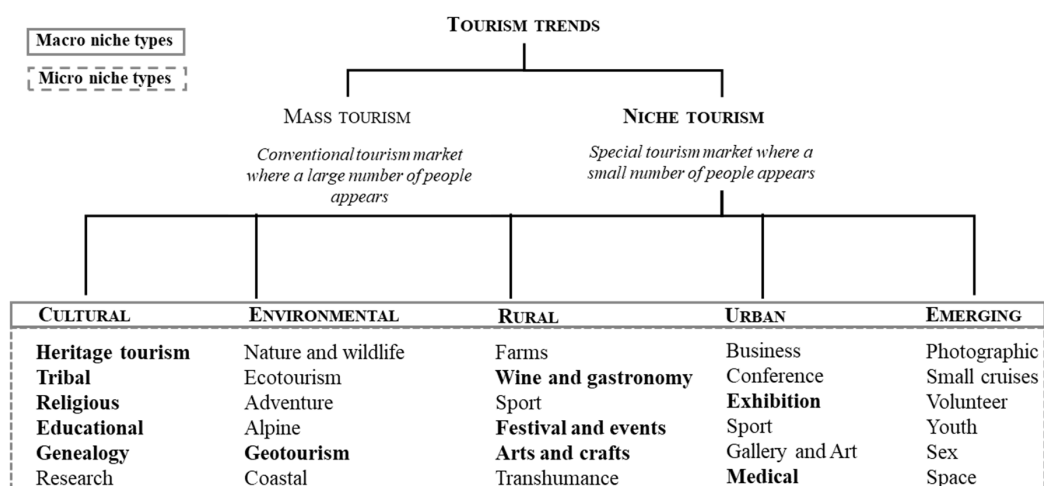 TOURISM TRENDS
Macro niche types
Micro niche types
MASS TOURISM
NICHE TOURISM
Conventional tourism market
where a large number of people
appears
Special tourism market where a
small number of people appears
CULTURAL ENVIRONMENTAL RURAL URBAN EMERGING
Heritage tourism Nature and wildlife Farms Business Photographic
Tribal Ecotourism Wine and gastronomy Conference Small cruises
Religious Adventure Sport Exhibition Volunteer
Educational Alpine Festival and events Sport Youth
Genealogy Geotourism Arts and crafts Gallery and Art Sex
Research Coastal Transhumance Medical Space